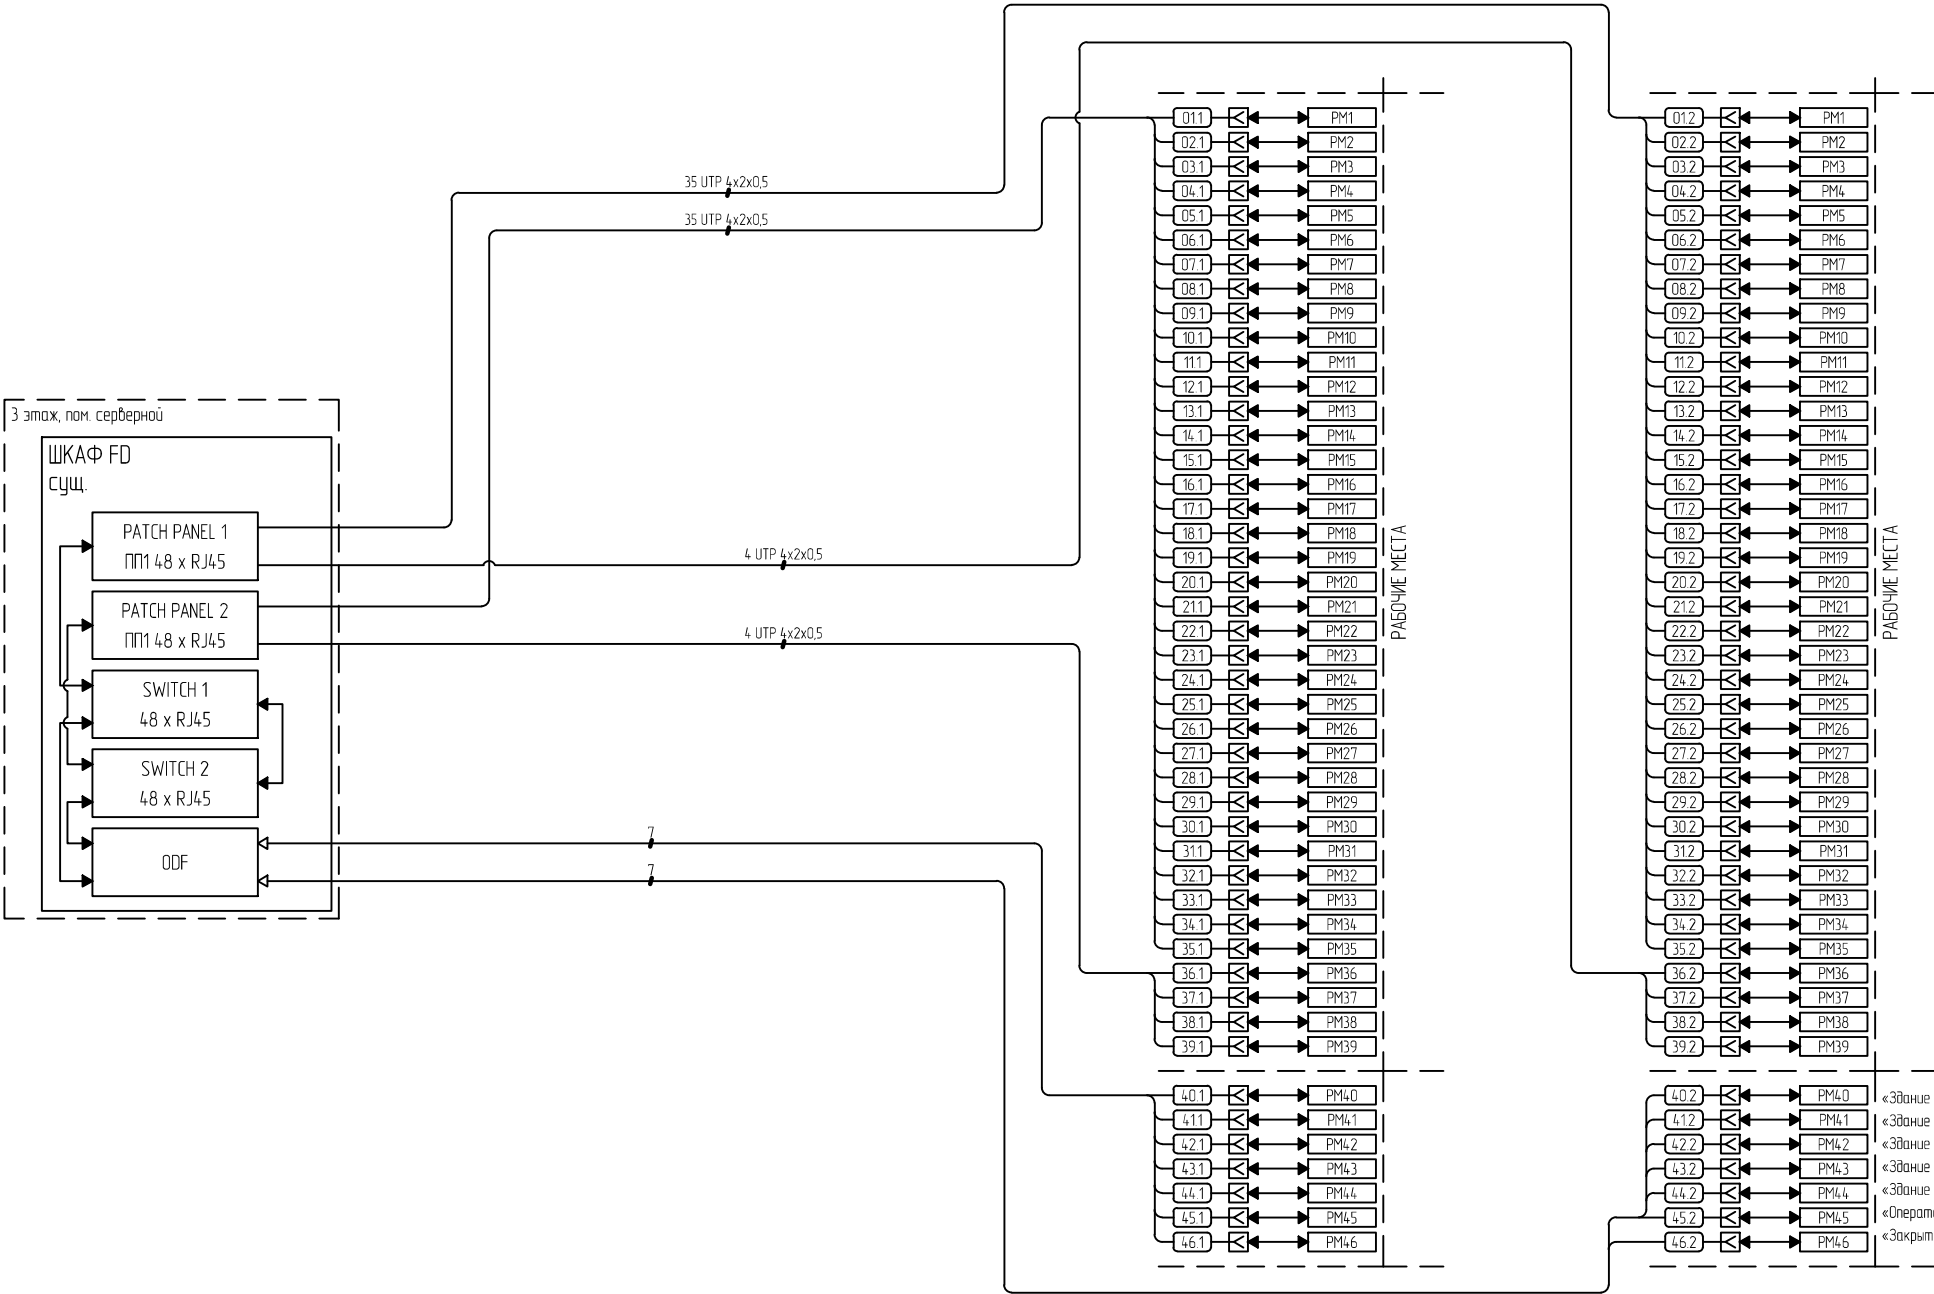 35 UTP 4x2x0,5
35 UTP 4x2x0,5
4 UTP 4x2x0,5
4 UTP 4x2x0,5
7
7
3 этаж, пом. серверной
ШКАФ FD
сущ.
PATCH PANEL 1
ПП1 48 x RJ45
PATCH PANEL 2
ПП1 48 x RJ45
SWITCH 1
48 x RJ45
SWITCH 2
48 x RJ45
ODF
01.1 РМ1
02.1 РМ2
03.1 РМ3
04.1 РМ4
05.1 РМ5
06.1 РМ6
07.1 РМ7
08.1 РМ8
09.1 РМ9
10.1 РМ10
11.1 РМ11
12.1 РМ12
13.1 РМ13
14.1 РМ14
15.1 РМ15
16.1 РМ16
17.1 РМ17
18.1 РМ18
19.1 РМ19
20.1 РМ20
21.1 РМ21
22.1 РМ22
23.1 РМ23
24.1 РМ24
25.1 РМ25
26.1 РМ26
27.1 РМ27
28.1 РМ28
29.1 РМ29
30.1 РМ30
31.1 РМ31
32.1 РМ32
33.1 РМ33
34.1 РМ34
35.1 РМ35
36.1 РМ36
37.1 РМ37
38.1 РМ38
39.1 РМ39
РАБОЧИЕ МЕСТА
40.1 РМ40
41.1 РМ41
42.1 РМ42
43.1 РМ43
44.1 РМ44
45.1 РМ45
46.1 РМ46
01.2 РМ1
02.2 РМ2
03.2 РМ3
04.2 РМ4
05.2 РМ5
06.2 РМ6
07.2 РМ7
08.2 РМ8
09.2 РМ9
10.2 РМ10
11.2 РМ11
12.2 РМ12
13.2 РМ13
14.2 РМ14
15.2 РМ15
16.2 РМ16
17.2 РМ17
18.2 РМ18
19.2 РМ19
20.2 РМ20
21.2 РМ21
22.2 РМ22
23.2 РМ23
24.2 РМ24
25.2 РМ25
26.2 РМ26
27.2 РМ27
28.2 РМ28
29.2 РМ29
30.2 РМ30
31.2 РМ31
32.2 РМ32
33.2 РМ33
34.2 РМ34
35.2 РМ35
36.2 РМ36
37.2 РМ37
38.2 РМ38
39.2 РМ39
РАБОЧИЕ МЕСТА
40.2 РМ40 «Здание
41.2 РМ41 «Здание
42.2 РМ42 «Здание
43.2 РМ43 «Здание
44.2 РМ44 «Здание
45.2 РМ45
46.2 РМ46 «Закрыт